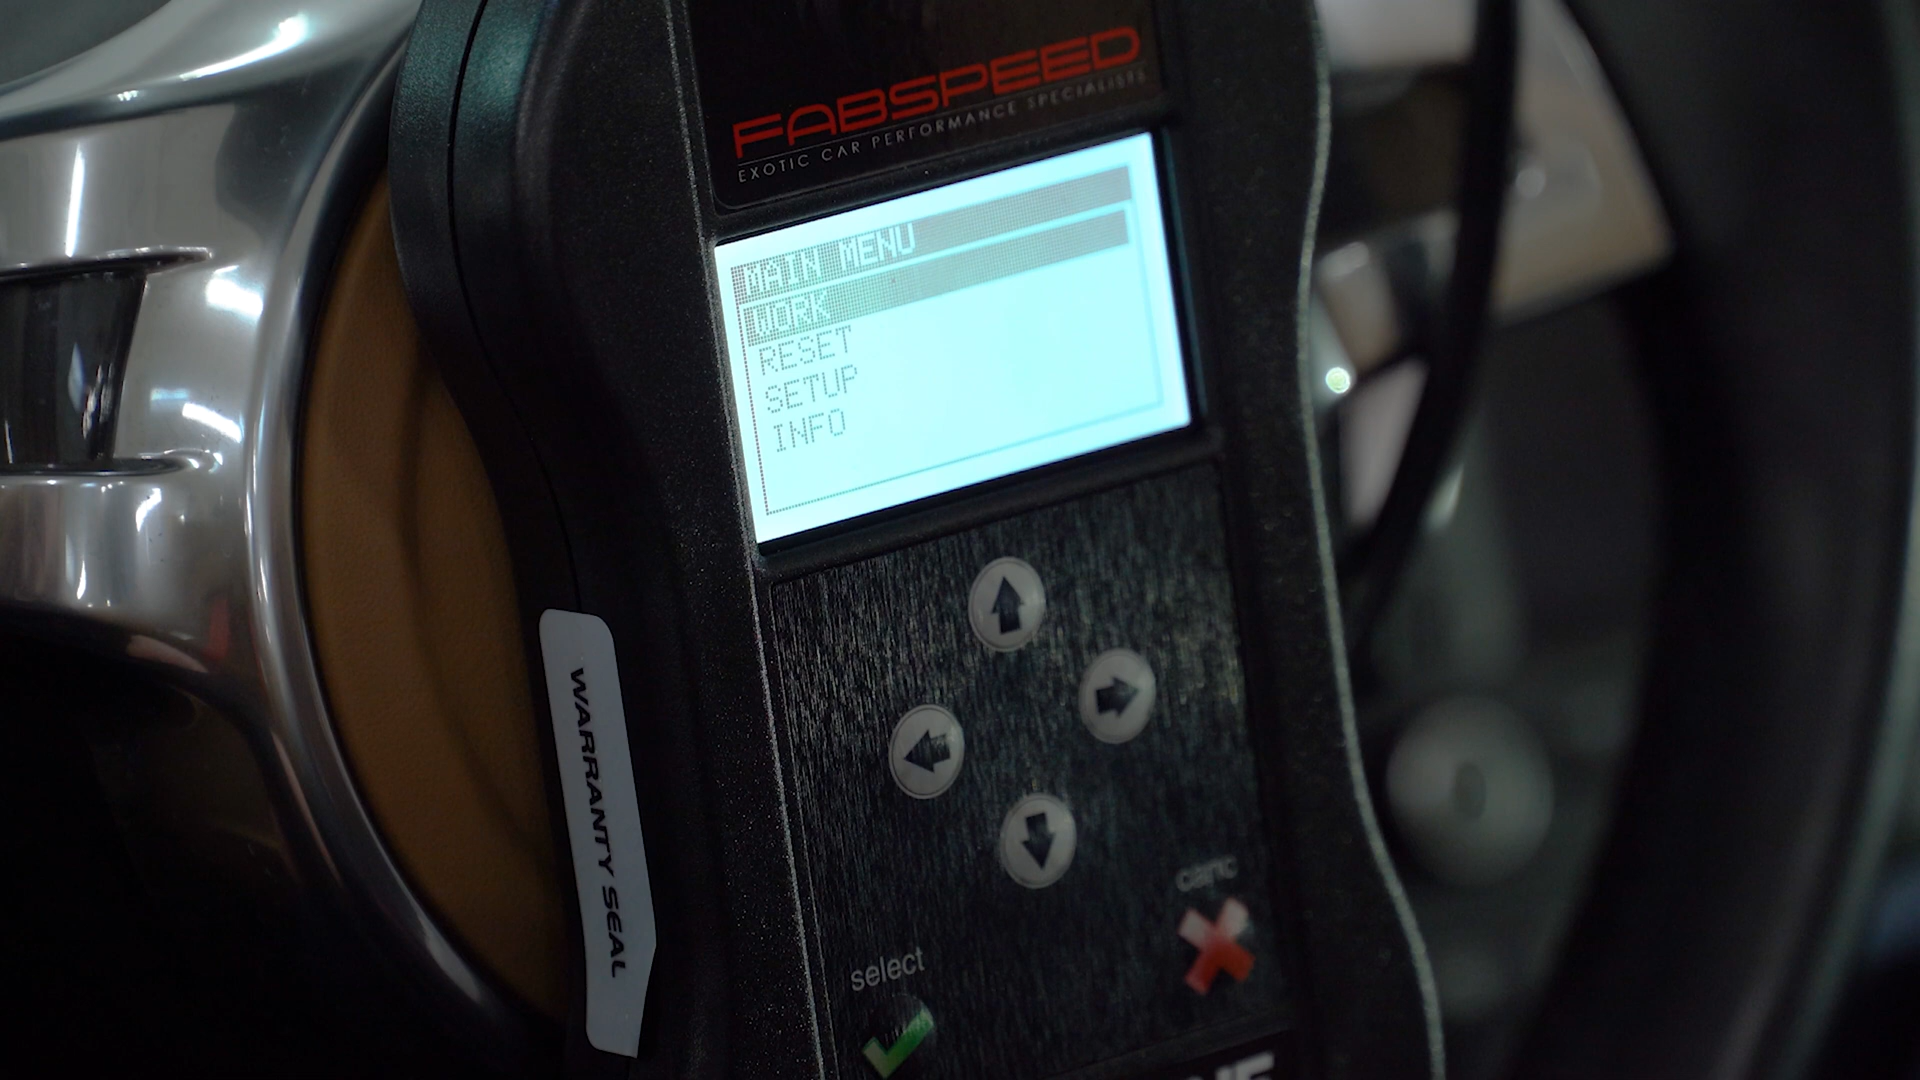 FABSPEED
EXOTIC CAR PERFORMANCE SPECIALISTS
MAIN MENU
WORK
RESET
SETUP
INFO
WARRANTY SEAL
canc
select